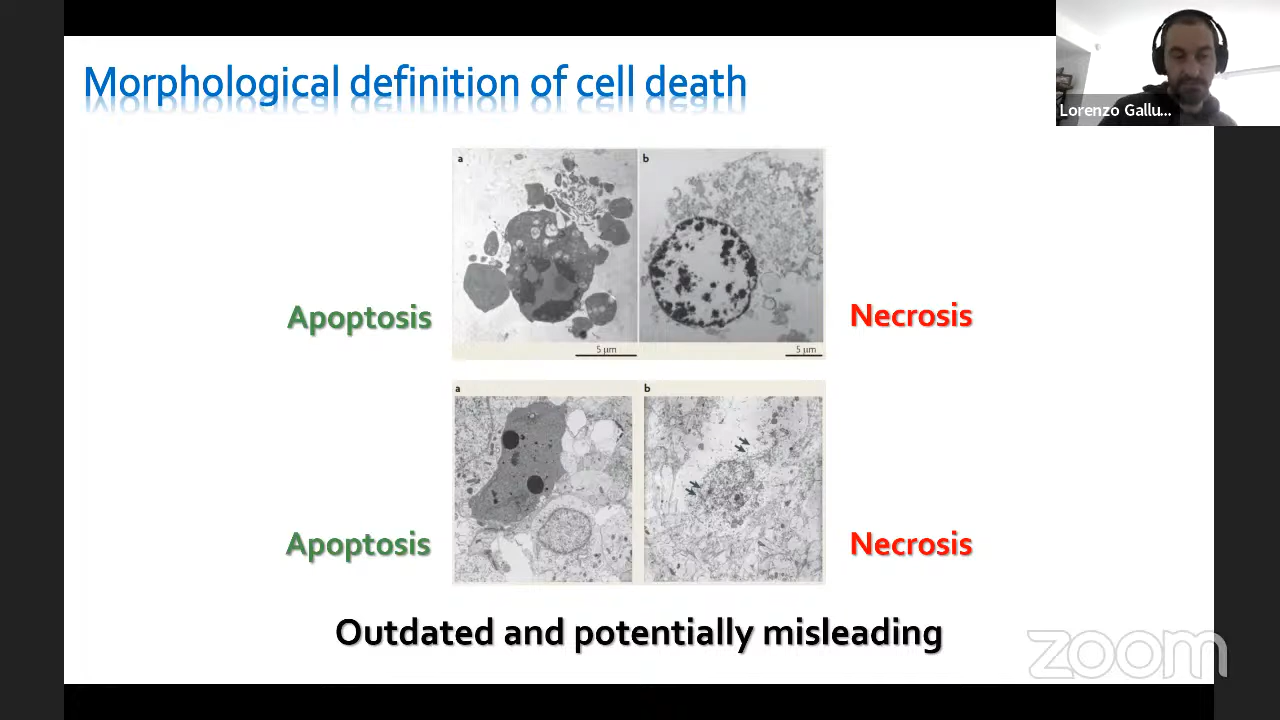 Morphological definition of cell death
Lorenzo Gallu...
a
b
Apoptosis
Necrosis
5 μm
5 μm
a
b
Apoptosis
Necrosis
Outdated and potentially misleading
zoom